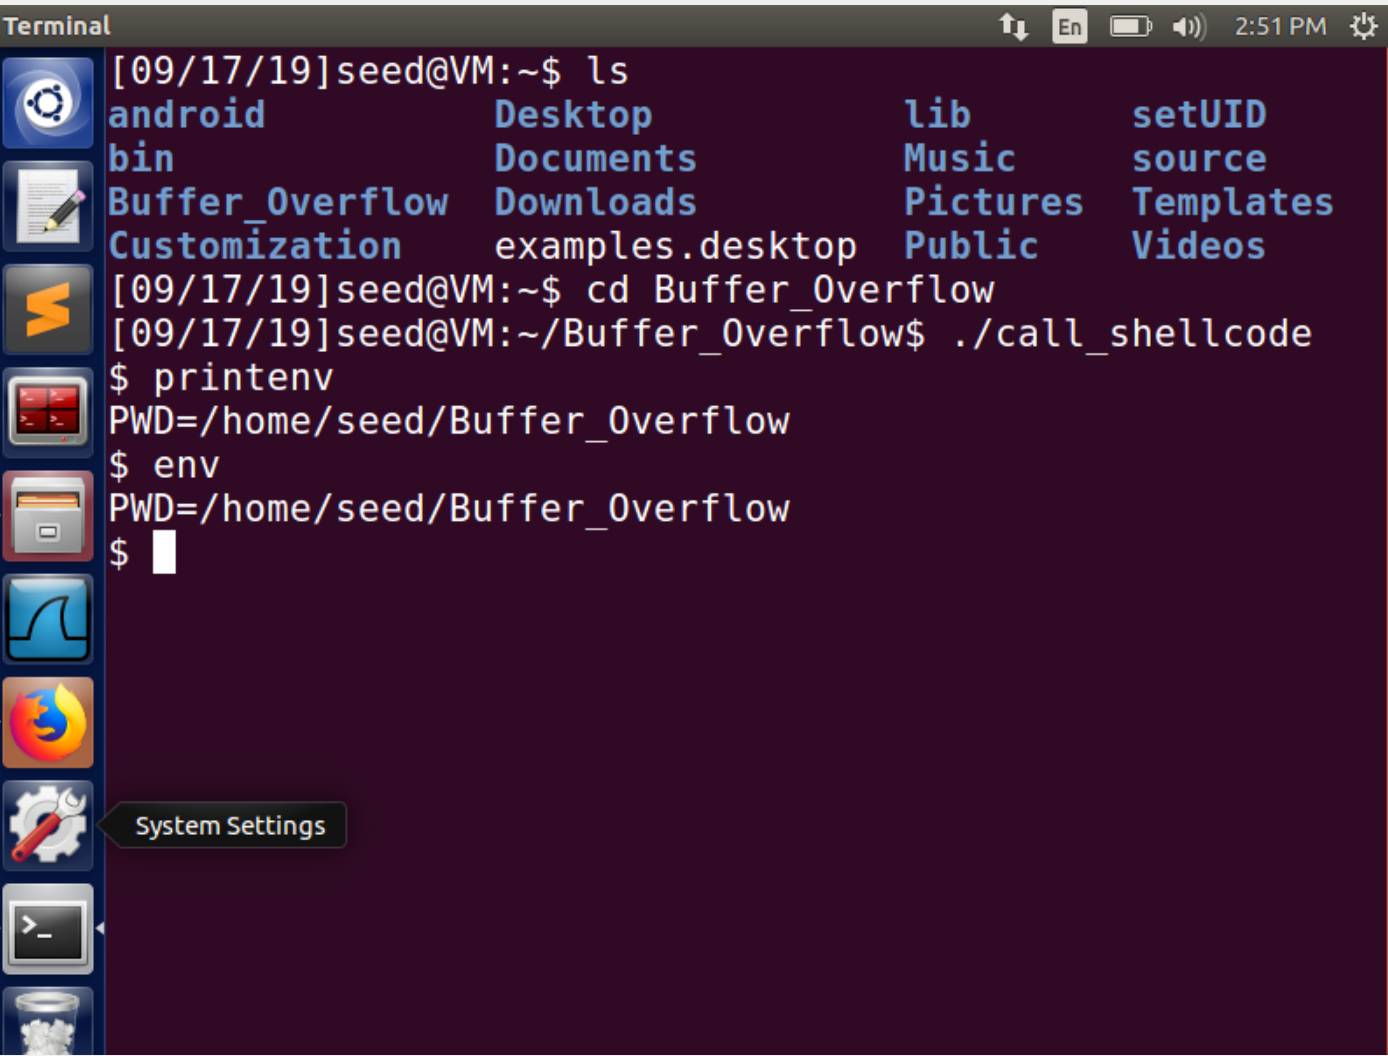 Terminal En 2:51 PM
[09/17/19]seed@VM:~$ ls
android Desktop lib setUID
bin Documents Music source
Buffer_Overflow Downloads Pictures Templates
Customization examples.desktop Public Videos
[09/17/19]seed@VM:~$ cd Buffer_Overflow
[09/17/19]seed@VM:~/Buffer_Overflow$ ./call_shellcode
$ printenv
PWD=/home/seed/Buffer_Overflow
$ env
PWD=/home/seed/Buffer_Overflow
$
System Settings
>_